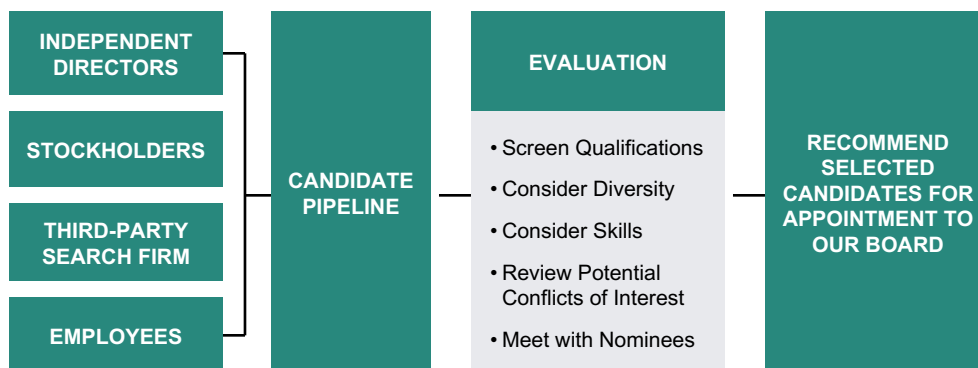 INDEPENDENT
DIRECTORS
STOCKHOLDERS
THIRD-PARTY
SEARCH FIRM
EMPLOYEES
CANDIDATE
PIPELINE
EVALUATION
• Screen Qualifications
• Consider Diversity
• Consider Skills
• Review Potential
Conflicts of Interest
• Meet with Nominees
RECOMMEND
SELECTED
CANDIDATES FOR
APPOINTMENT TO
OUR BOARD